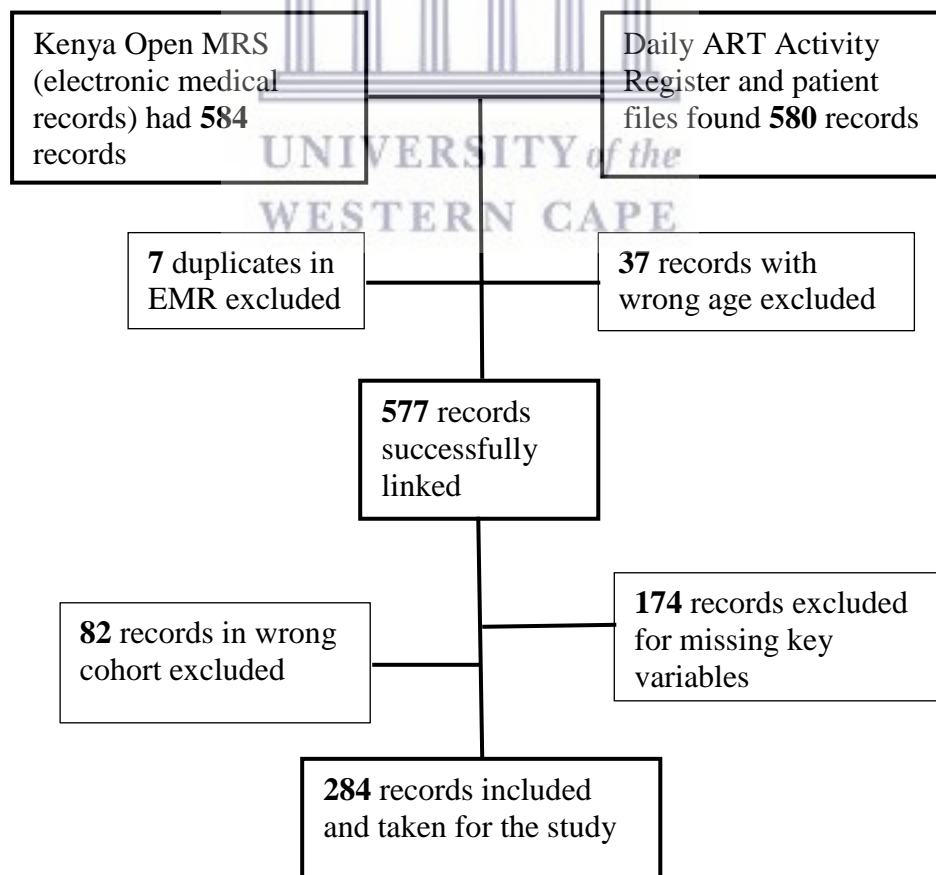 Kenya Open MRS
(electronic medical
records) had 584
records
Daily ART Activity
Register and patient
files found 580 records
UNIVERSITY of the
WESTERN CAPE
7 duplicates in
EMR excluded
37 records with
wrong age excluded
577 records
successfully
linked
82 records in wrong
cohort excluded
174 records excluded
for missing key
variables
284 records included
and taken for the study